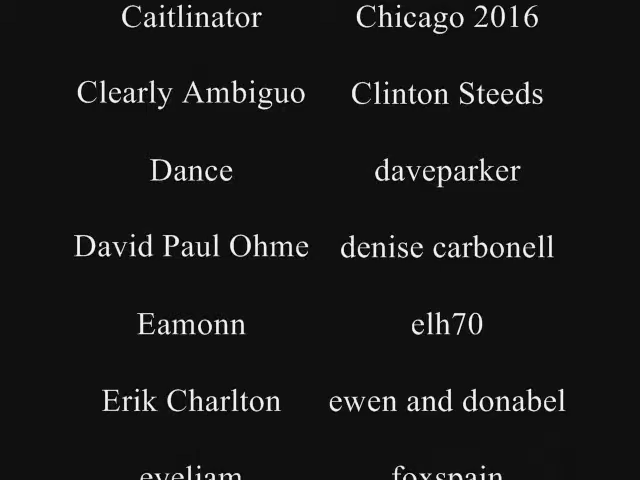 Caitlinator Chicago 2016
Clearly Ambiguo Clinton Steeds
Dance daveparker
David Paul Ohme denise carbonell
Eamonn elh70
Erik Charlton ewen and donabel
eveliam foxspain